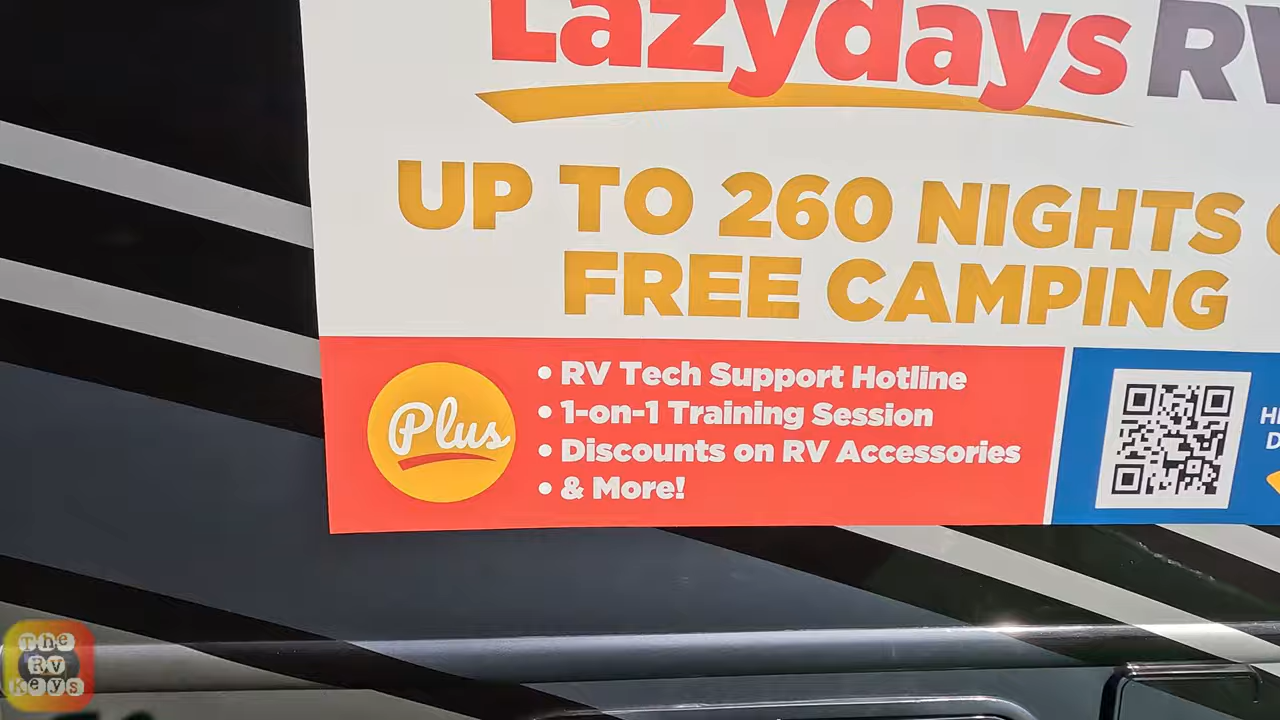 Lazydays RV
UP TO 260 NIGHTS
FREE CAMPING
Plus
• RV Tech Support Hotline
• 1-on-1 Training Session
• Discounts on RV Accessories
• & More!
The
RV
Keys